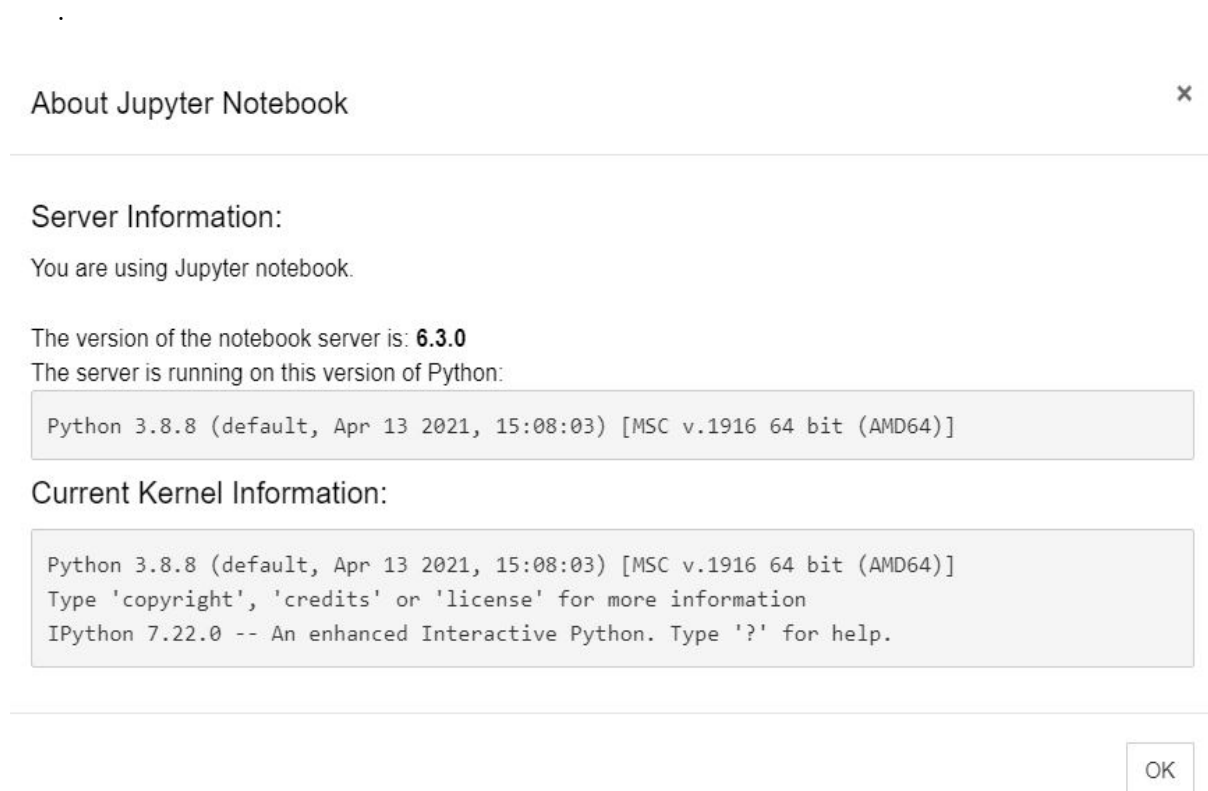 .
About Jupyter Notebook ×
Server Information:
You are using Jupyter notebook.
The version of the notebook server is: 6.3.0
The server is running on this version of Python:
Python 3.8.8 (default, Apr 13 2021, 15:08:03) [MSC v.1916 64 bit (AMD64)]
Current Kernel Information:
Python 3.8.8 (default, Apr 13 2021, 15:08:03) [MSC v.1916 64 bit (AMD64)]
Type 'copyright', 'credits' or 'license' for more information
IPython 7.22.0 -- An enhanced Interactive Python. Type '?' for help.
OK